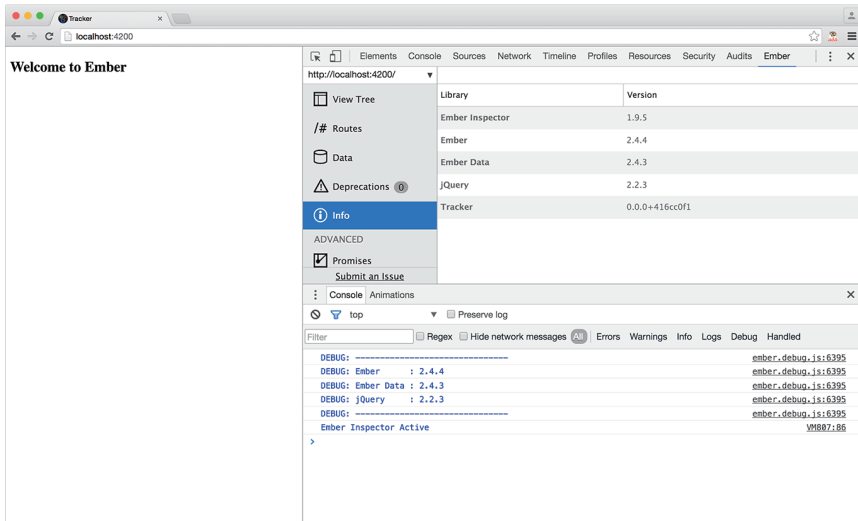 Tracker
localhost:4200
Welcome to Ember
Elements Console Sources Network Timeline Profiles Resources Security Audits Ember
http://localhost:4200/
View Tree
/# Routes
Data
Deprecations 0
Info
ADVANCED
Promises
Submit an Issue
Library Version
Ember Inspector 1.9.5
Ember 2.4.4
Ember Data 2.4.3
jQuery 2.2.3
Tracker 0.0.0+416cc0f1
Console Animations
top Preserve log
Filter Regex Hide network messages All Errors Warnings Info Logs Debug Handled
DEBUG: ------------------------------- ember.debug.js:6395
DEBUG: Ember : 2.4.4 ember.debug.js:6395
DEBUG: Ember Data : 2.4.3 ember.debug.js:6395
DEBUG: jQuery : 2.2.3 ember.debug.js:6395
DEBUG: ------------------------------- ember.debug.js:6395
Ember Inspector Active VM807:86
>